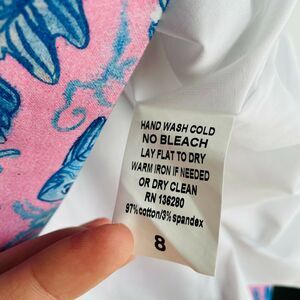 HAND WASH COLD
NO BLEACH
LAY FLAT TO DRY
WARM IRON IF NEEDED
OR DRY CLEAN
RN 136280
97%cotton/3%spandex
8